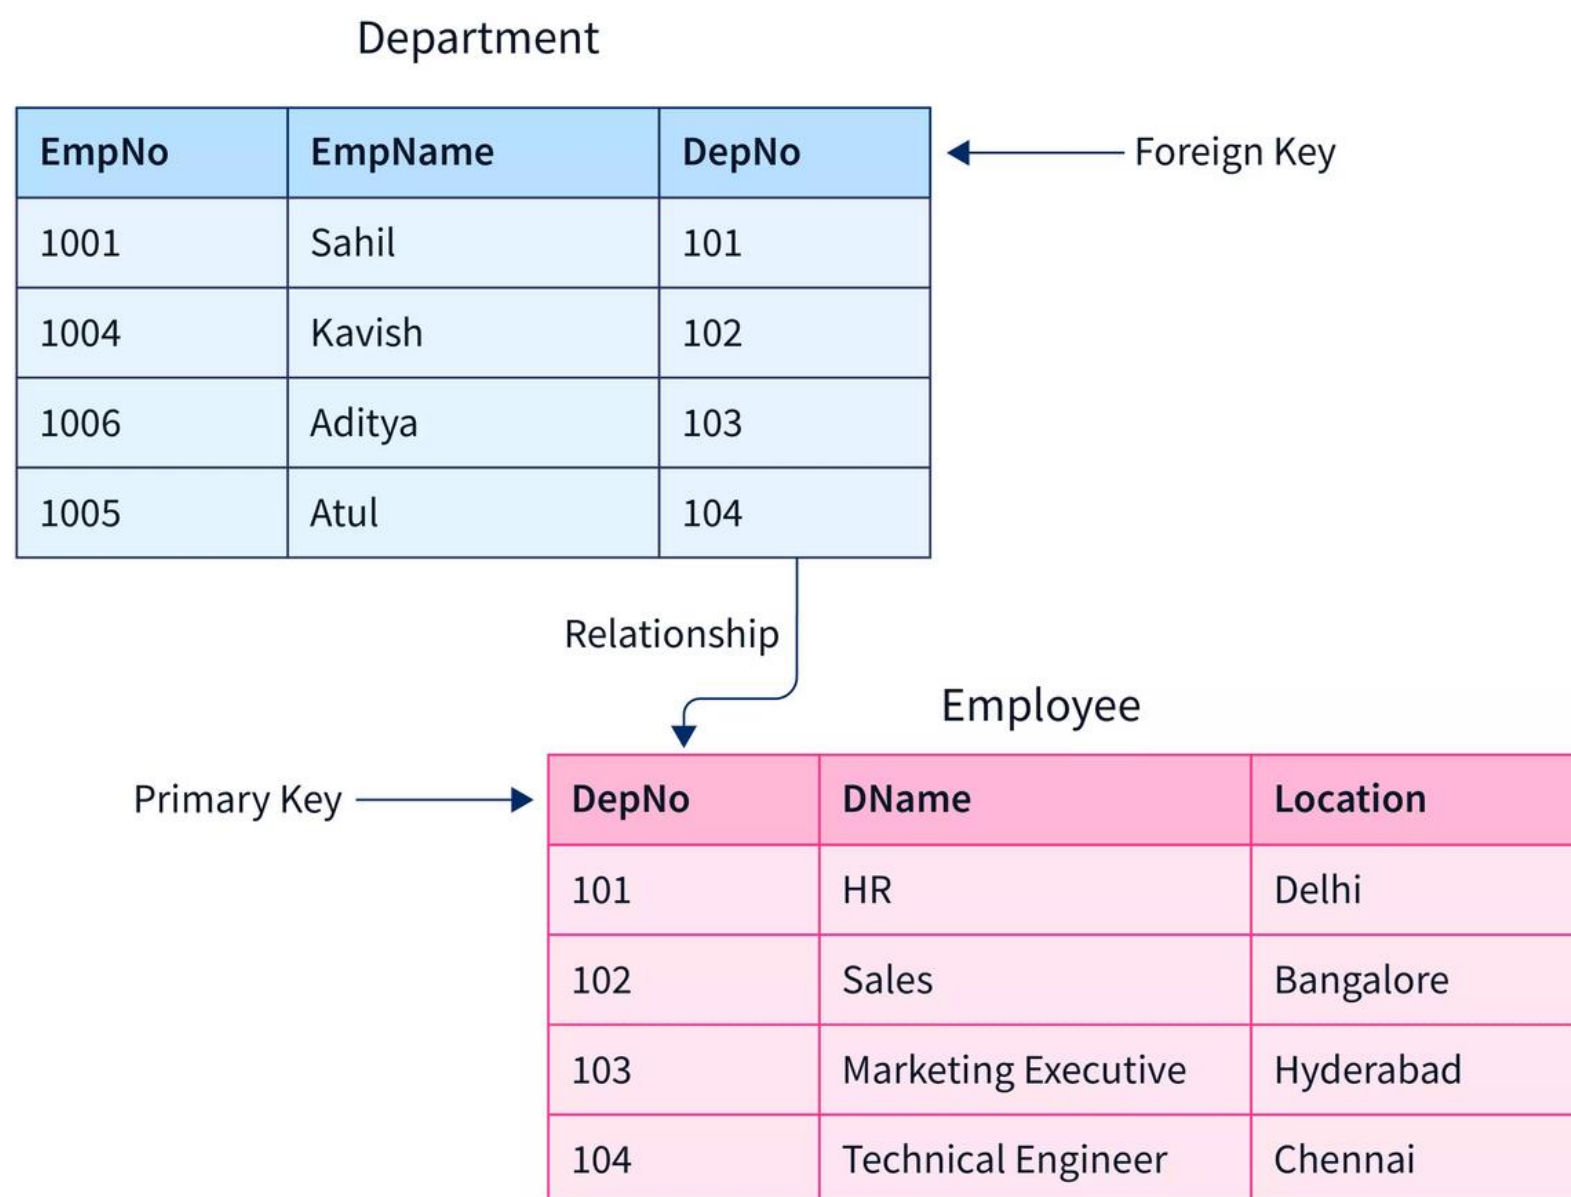 Department
EmpNo EmpName DepNo
Foreign Key
1001 Sahil 101
1004 Kavish 102
1006 Aditya 103
1005 Atul 104
Relationship
Employee
Primary Key
DepNo DName Location
101 HR Delhi
102 Sales Bangalore
103 Marketing Executive Hyderabad
104 Technical Engineer Chennai